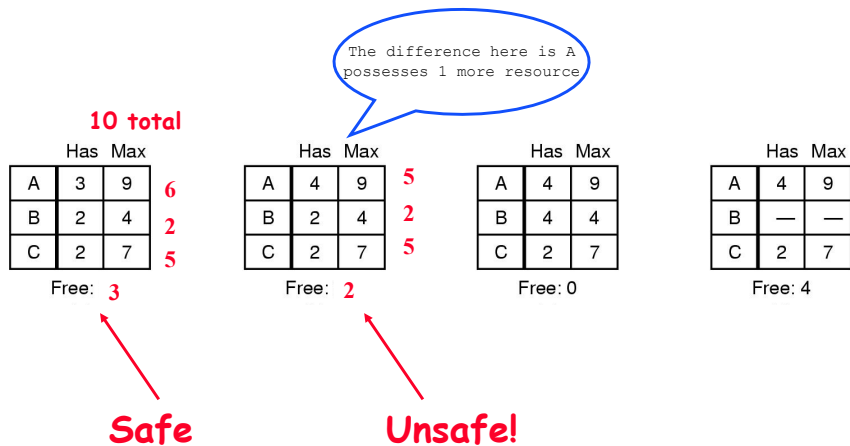 The difference here is A
possesses 1 more resource
10 total
Has Max
A 3 9 6
B 2 4 2
C 2 7 5
Free: 3
Has Max
A 4 9 5
B 2 4 2
C 2 7 5
Free: 2
Has Max
A 4 9
B 4 4
C 2 7
Free: 0
Has Max
A 4 9
B — —
C 2 7
Free: 4
Safe
Unsafe!